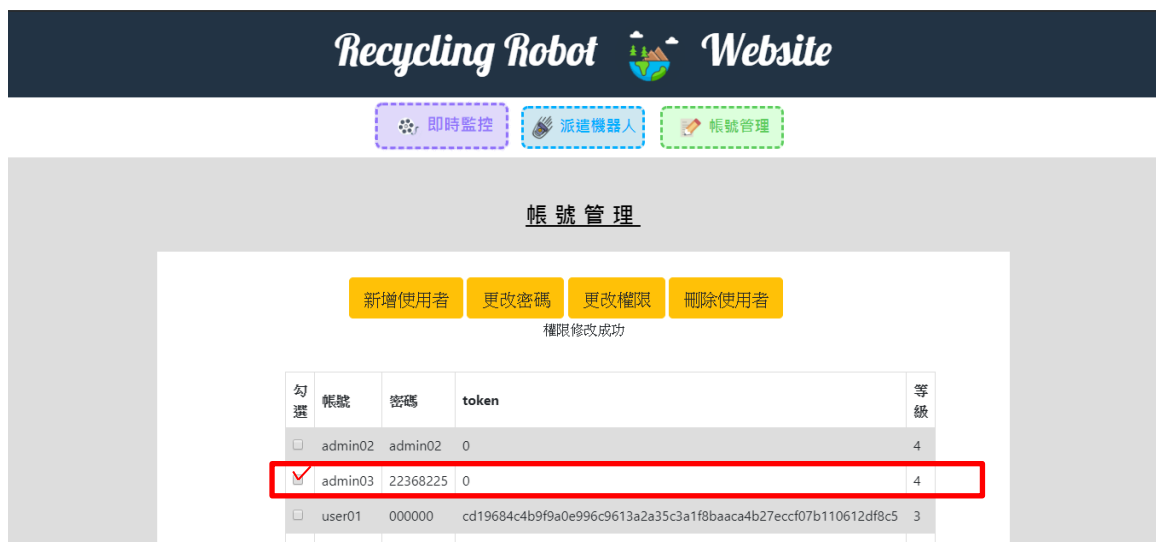 Recycling Robot Website
即時監控 派遣機器人 帳號管理
帳號管理
新增使用者 更改密碼 更改權限 刪除使用者
權限修改成功
勾選 帳號 密碼 token 等級
admin02 admin02 0 4
admin03 22368225 0 4
user01 000000 cd19684c4b9f9a0e996c9613a2a35c3a1f8baaca4b27eccf07b110612df8c5 3